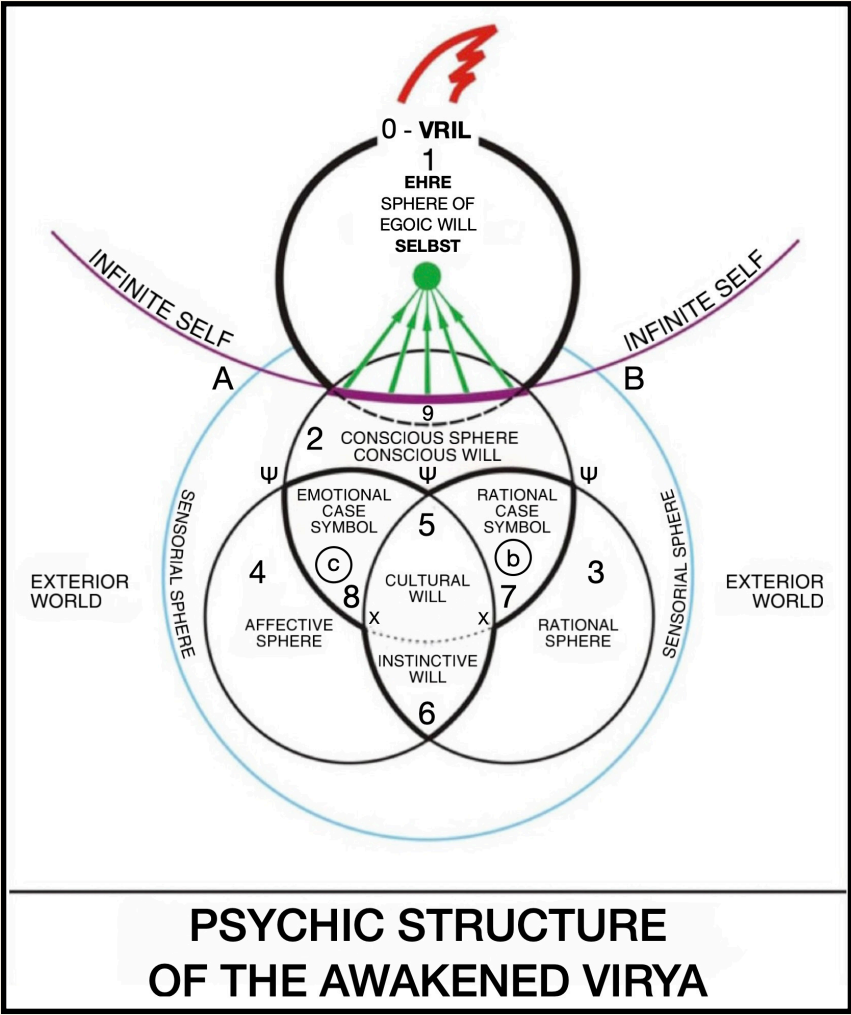 0 - VRIL
1
EHRE
SPHERE OF
EGOIC WILL
SELBST
INFINITE SELF
INFINITE SELF
A
B
9
2
CONSCIOUS SPHERE
CONSCIOUS WILL
Ψ
Ψ
Ψ
EMOTIONAL
CASE
SYMBOL
RATIONAL
CASE
SYMBOL
5
c
b
4
3
8
7
CULTURAL
WILL
SENSORIAL SPHERE
SENSORIAL SPHERE
EXTERIOR
WORLD
EXTERIOR
WORLD
x
x
AFFECTIVE
SPHERE
RATIONAL
SPHERE
INSTINCTIVE
WILL
6
PSYCHIC STRUCTURE
OF THE AWAKENED VIRYA